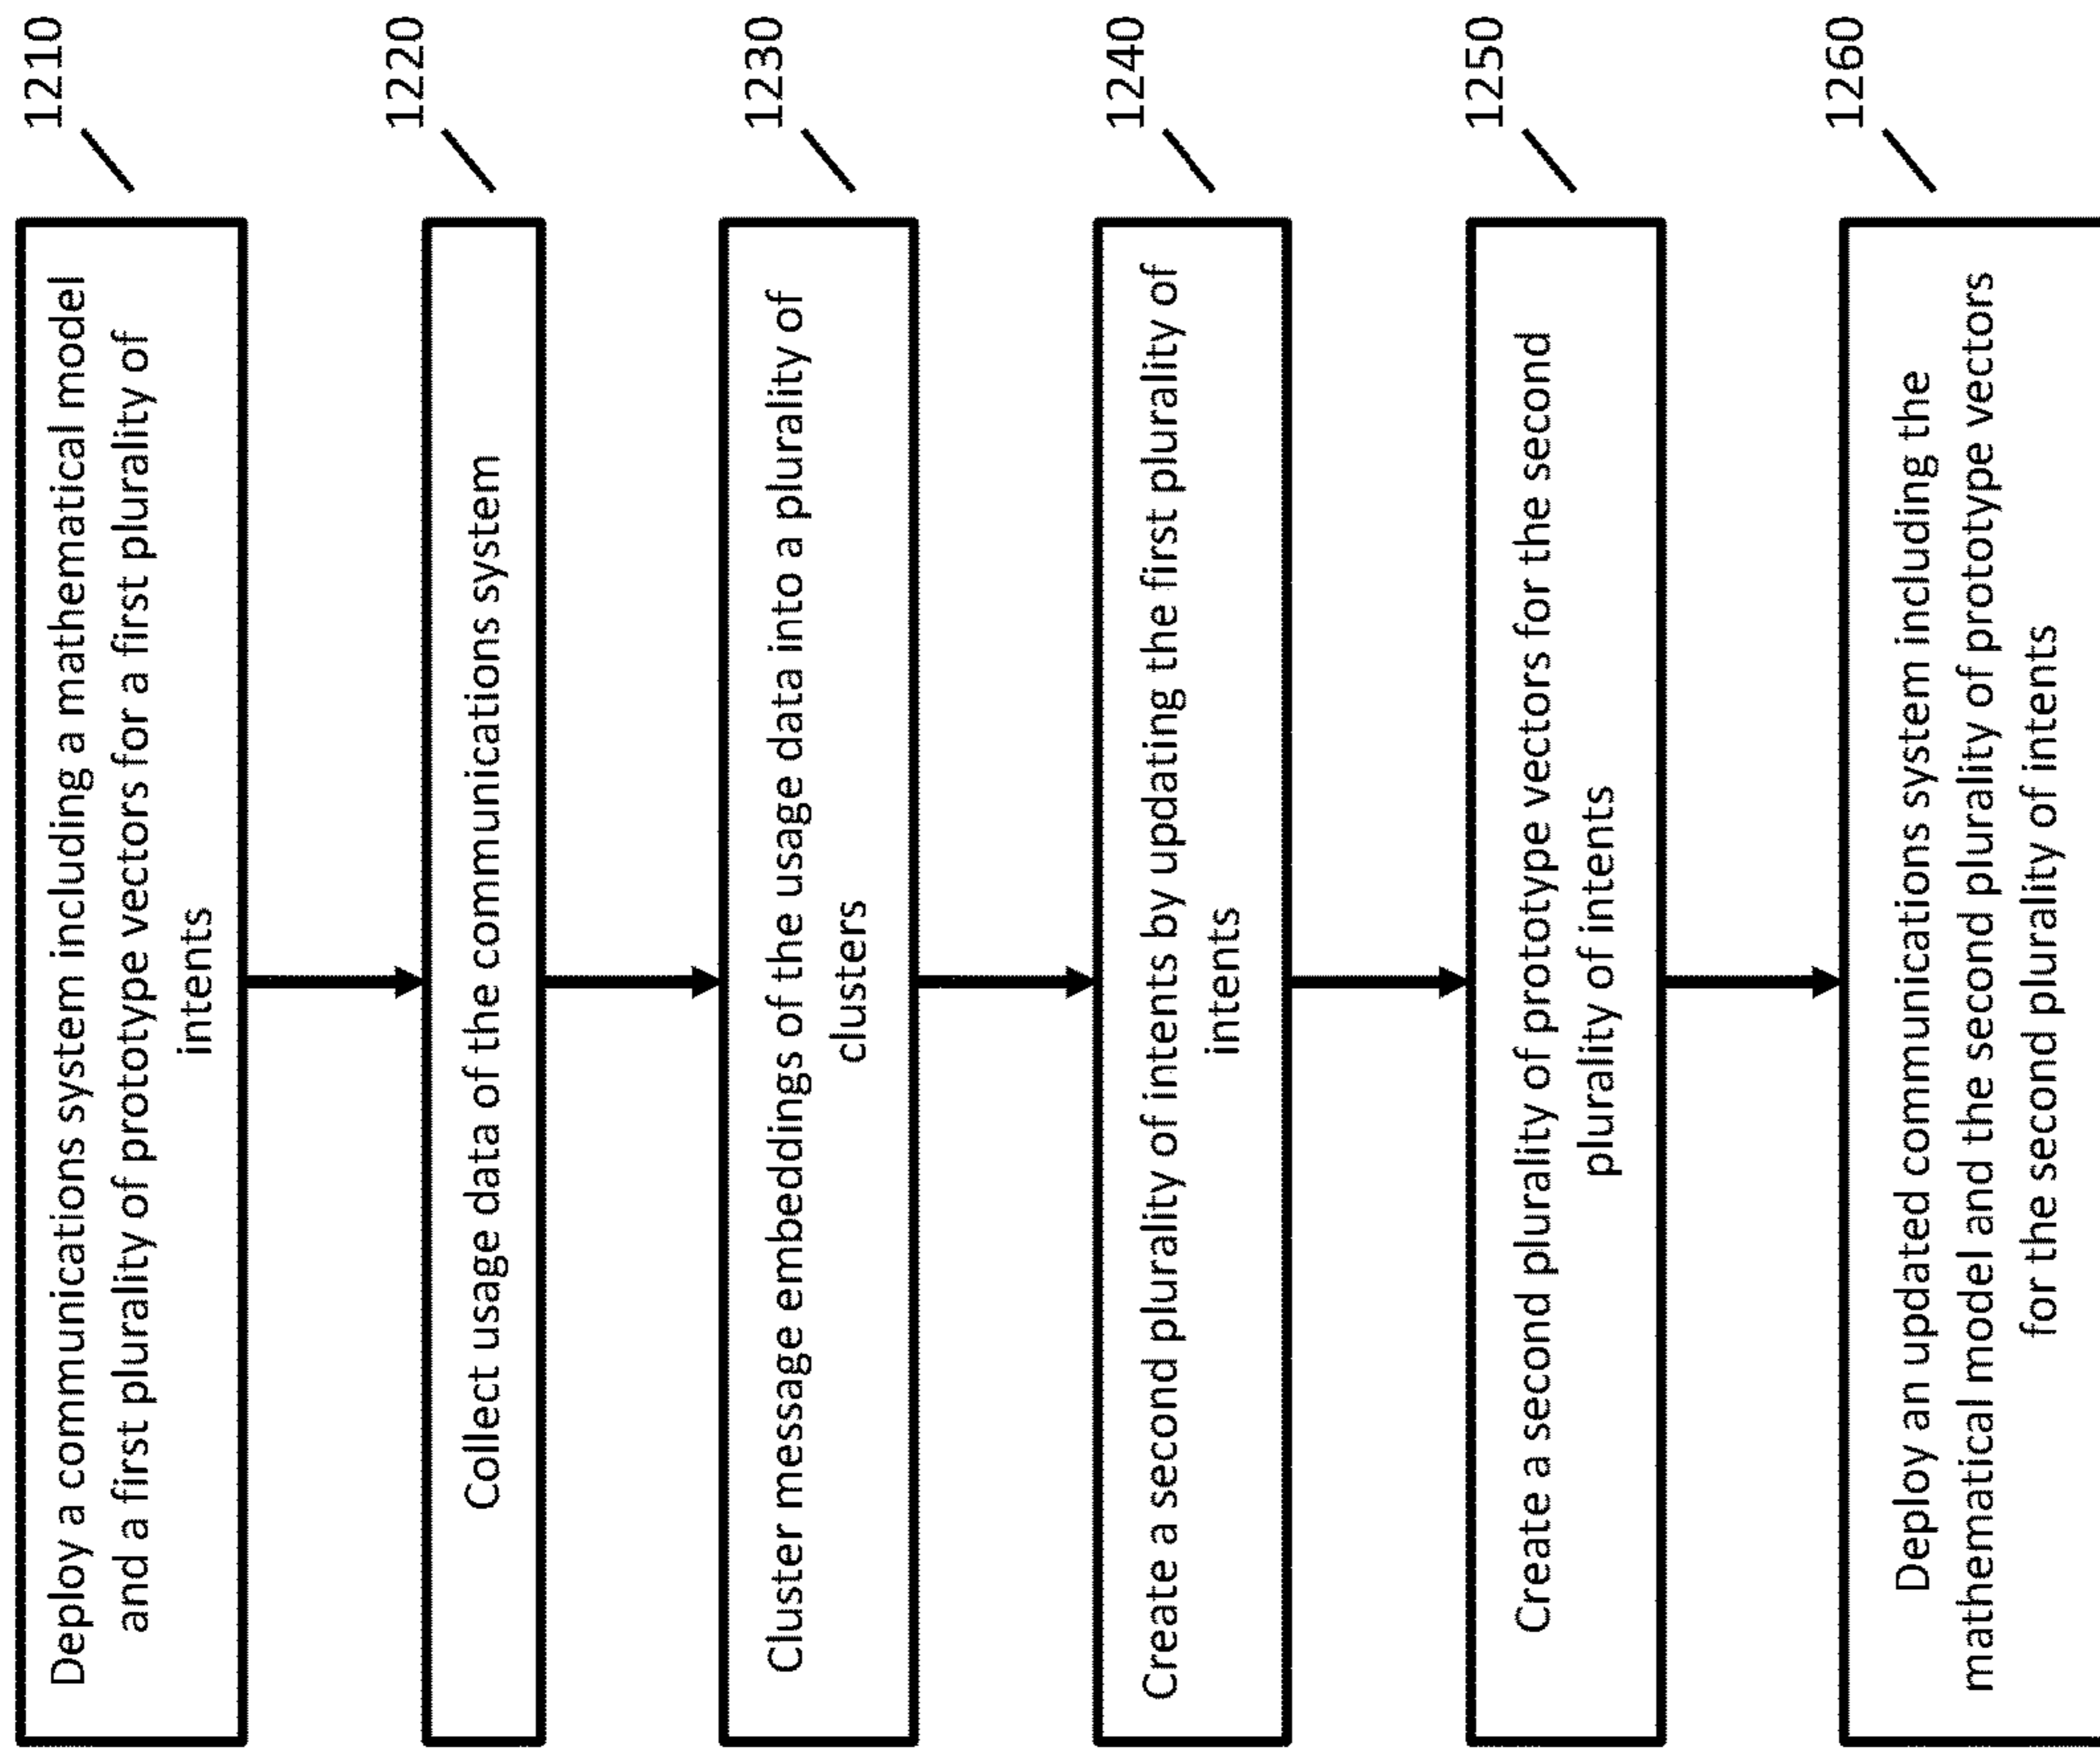 Deploy a communications system including a mathematical model
and a first plurality of prototype vectors for a first plurality of
intents
1210
Collect usage data of the communications system
1220
Cluster message embeddings of the usage data into a plurality of
clusters
1230
Create a second plurality of intents by updating the first plurality of
intents
1240
Create a second plurality of prototype vectors for the second
plurality of intents
1250
Deploy an updated communications system including the
mathematical model and the second plurality of prototype vectors
for the second plurality of intents
1260